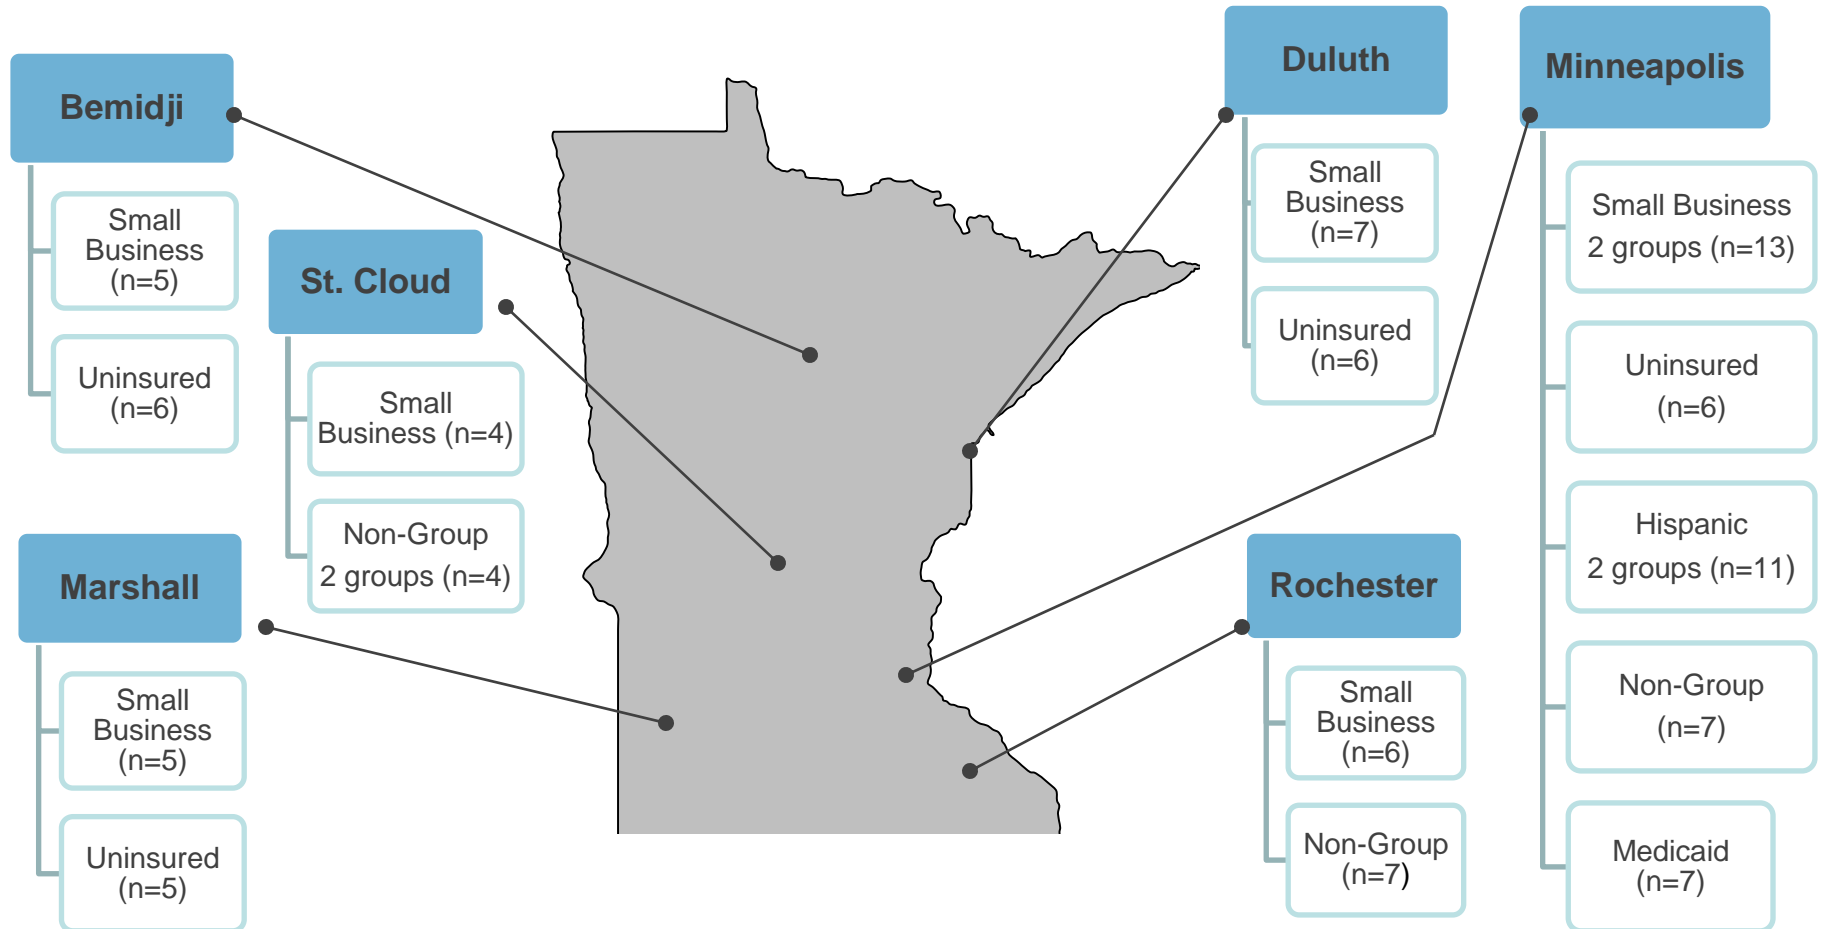 Bemidji
Small
Business
(n=5)
Uninsured
(n=6)
St. Cloud
Small
Business (n=4)
Non-Group
2 groups (n=4)
Marshall
Small
Business
(n=5)
Uninsured
(n=5)
Duluth
Small
Business
(n=7)
Uninsured
(n=6)
Rochester
Small
Business
(n=6)
Non-Group
(n=7)
Minneapolis
Small Business
2 groups (n=13)
Uninsured
(n=6)
Hispanic
2 groups (n=11)
Non-Group
(n=7)
Medicaid
(n=7)